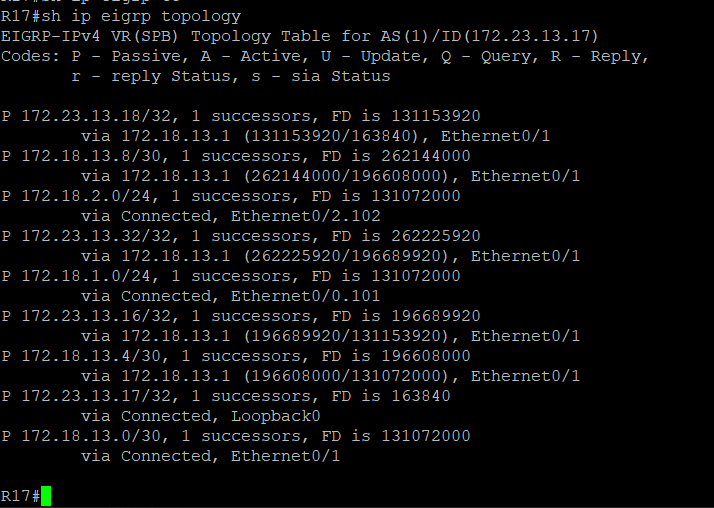 R17#sh ip eigrp topology
EIGRP-IPv4 VR(SPB) Topology Table for AS(1)/ID(172.23.13.17)
Codes: P - Passive, A - Active, U - Update, Q - Query, R - Reply,
r - reply Status, s - sia Status
P 172.23.13.18/32, 1 successors, FD is 131153920
via 172.18.13.1 (131153920/163840), Ethernet0/1
P 172.18.13.8/30, 1 successors, FD is 262144000
via 172.18.13.1 (262144000/196608000), Ethernet0/1
P 172.18.2.0/24, 1 successors, FD is 131072000
via Connected, Ethernet0/2.102
P 172.23.13.32/32, 1 successors, FD is 262225920
via 172.18.13.1 (262225920/196689920), Ethernet0/1
P 172.18.1.0/24, 1 successors, FD is 131072000
via Connected, Ethernet0/0.101
P 172.23.13.16/32, 1 successors, FD is 196689920
via 172.18.13.1 (196689920/131153920), Ethernet0/1
P 172.18.13.4/30, 1 successors, FD is 196608000
via 172.18.13.1 (196608000/131072000), Ethernet0/1
P 172.23.13.17/32, 1 successors, FD is 163840
via Connected, Loopback0
P 172.18.13.0/30, 1 successors, FD is 131072000
via Connected, Ethernet0/1
R17#